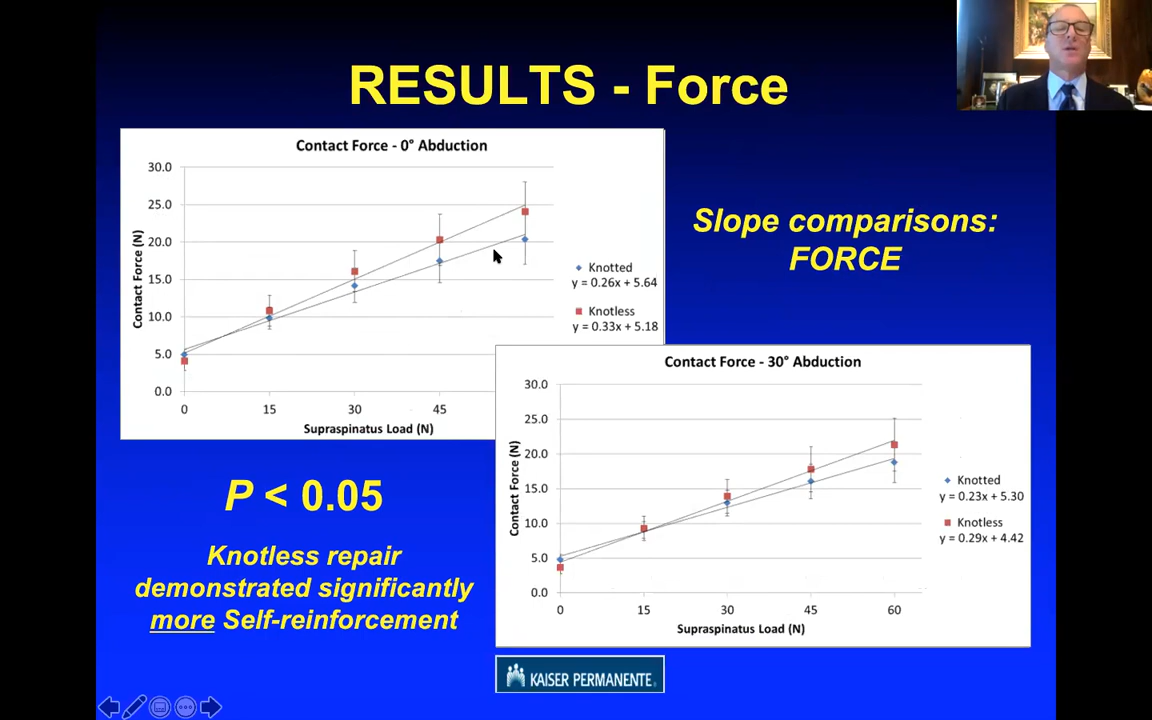 RESULTS - Force
Contact Force - 0° Abduction
30.0
25.0
20.0
15.0
10.0
5.0
0.0
Contact Force (N)
0
15
30
45
Supraspinatus Load (N)
Knotted
y = 0.26x + 5.64
Knotless
y = 0.33x + 5.18
Slope comparisons:
FORCE
Contact Force - 30° Abduction
30.0
25.0
20.0
15.0
10.0
5.0
0.0
Contact Force (N)
0
15
30
45
60
Supraspinatus Load (N)
Knotted
y = 0.23x + 5.30
Knotless
y = 0.29x + 4.42
P < 0.05
Knotless repair
demonstrated significantly
more Self-reinforcement
KAISER PERMANENTE.